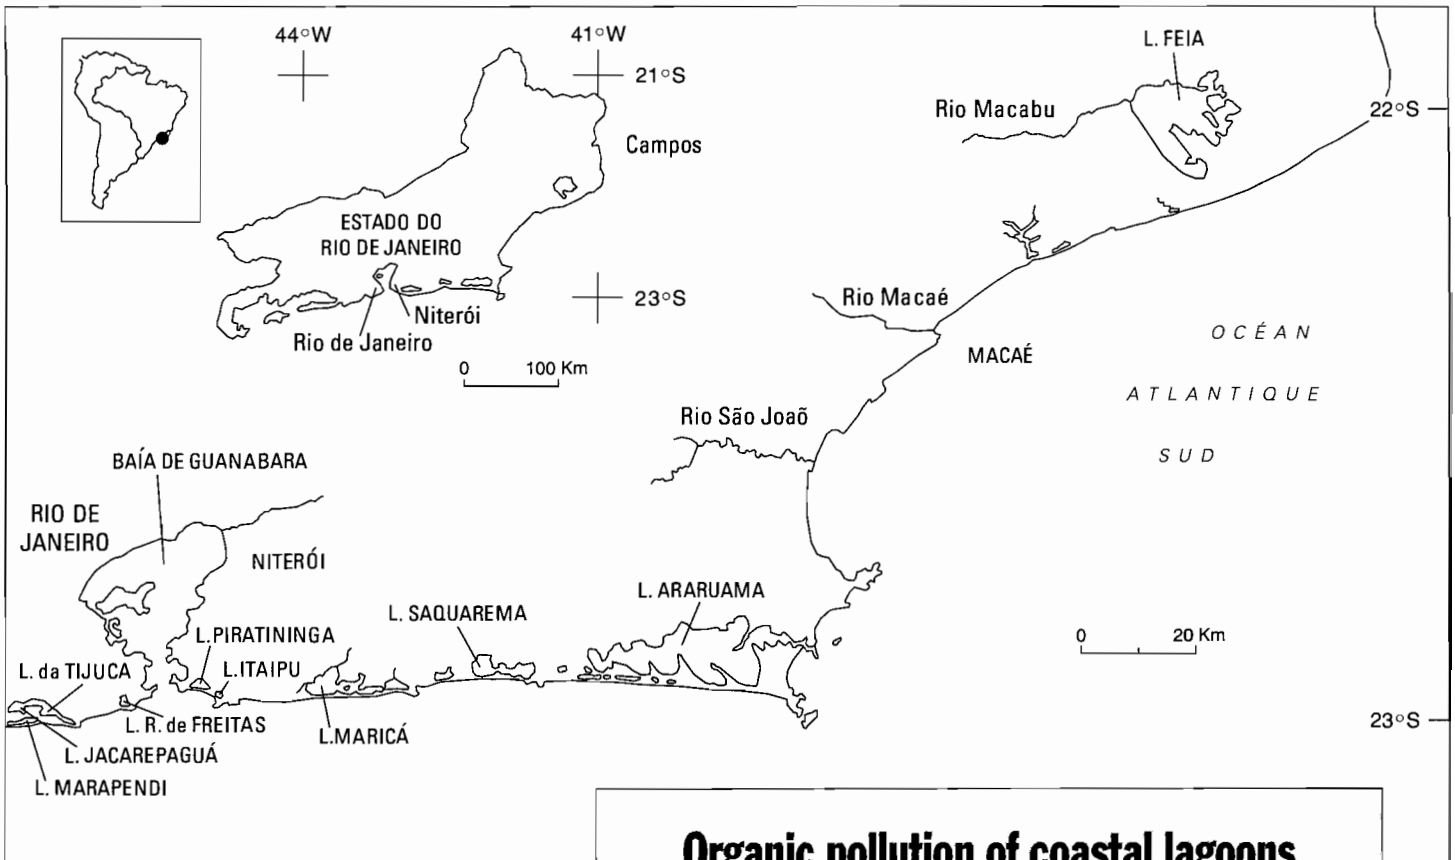 44°W
41°W
21°S
Campos
ESTADO DO
RIO DE JANEIRO
23°S
Niterói
Rio de Janeiro
0 100 Km
L. FEIA
Rio Macabu
22°S
Rio Macaé
MACAÉ
OCÉAN
ATLANTIQUE
SUD
Rio São Joaõ
BAÍA DE GUANABARA
RIO DE
JANEIRO
NITERÓI
L. ARARUAMA
L. SAQUAREMA
L.PIRATININGA
L.ITAIPU
L. da TIJUCA
L. R. de FREITAS
L.MARICÁ
L. JACAREPAGUÁ
L. MARAPENDI
0 20 Km
23°S
Organic pollution of coastal lagoons